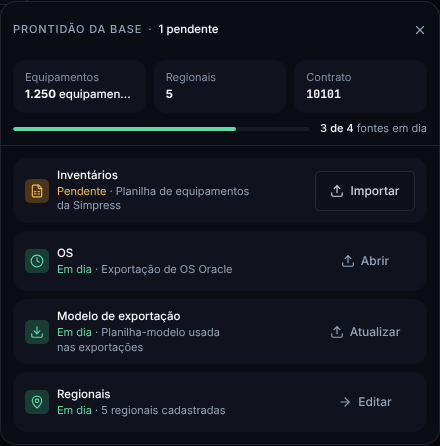 PRONTIDÃO DA BASE · 1 pendente
Equipamentos
1.250 equipamen...
Regionais
5
Contrato
10101
3 de 4 fontes em dia
Inventários
Pendente · Planilha de equipamentos
da Simpress
Importar
OS
Em dia · Exportação de OS Oracle
Abrir
Modelo de exportação
Em dia · Planilha-modelo usada
nas exportações
Atualizar
Regionais
Em dia · 5 regionais cadastradas
Editar